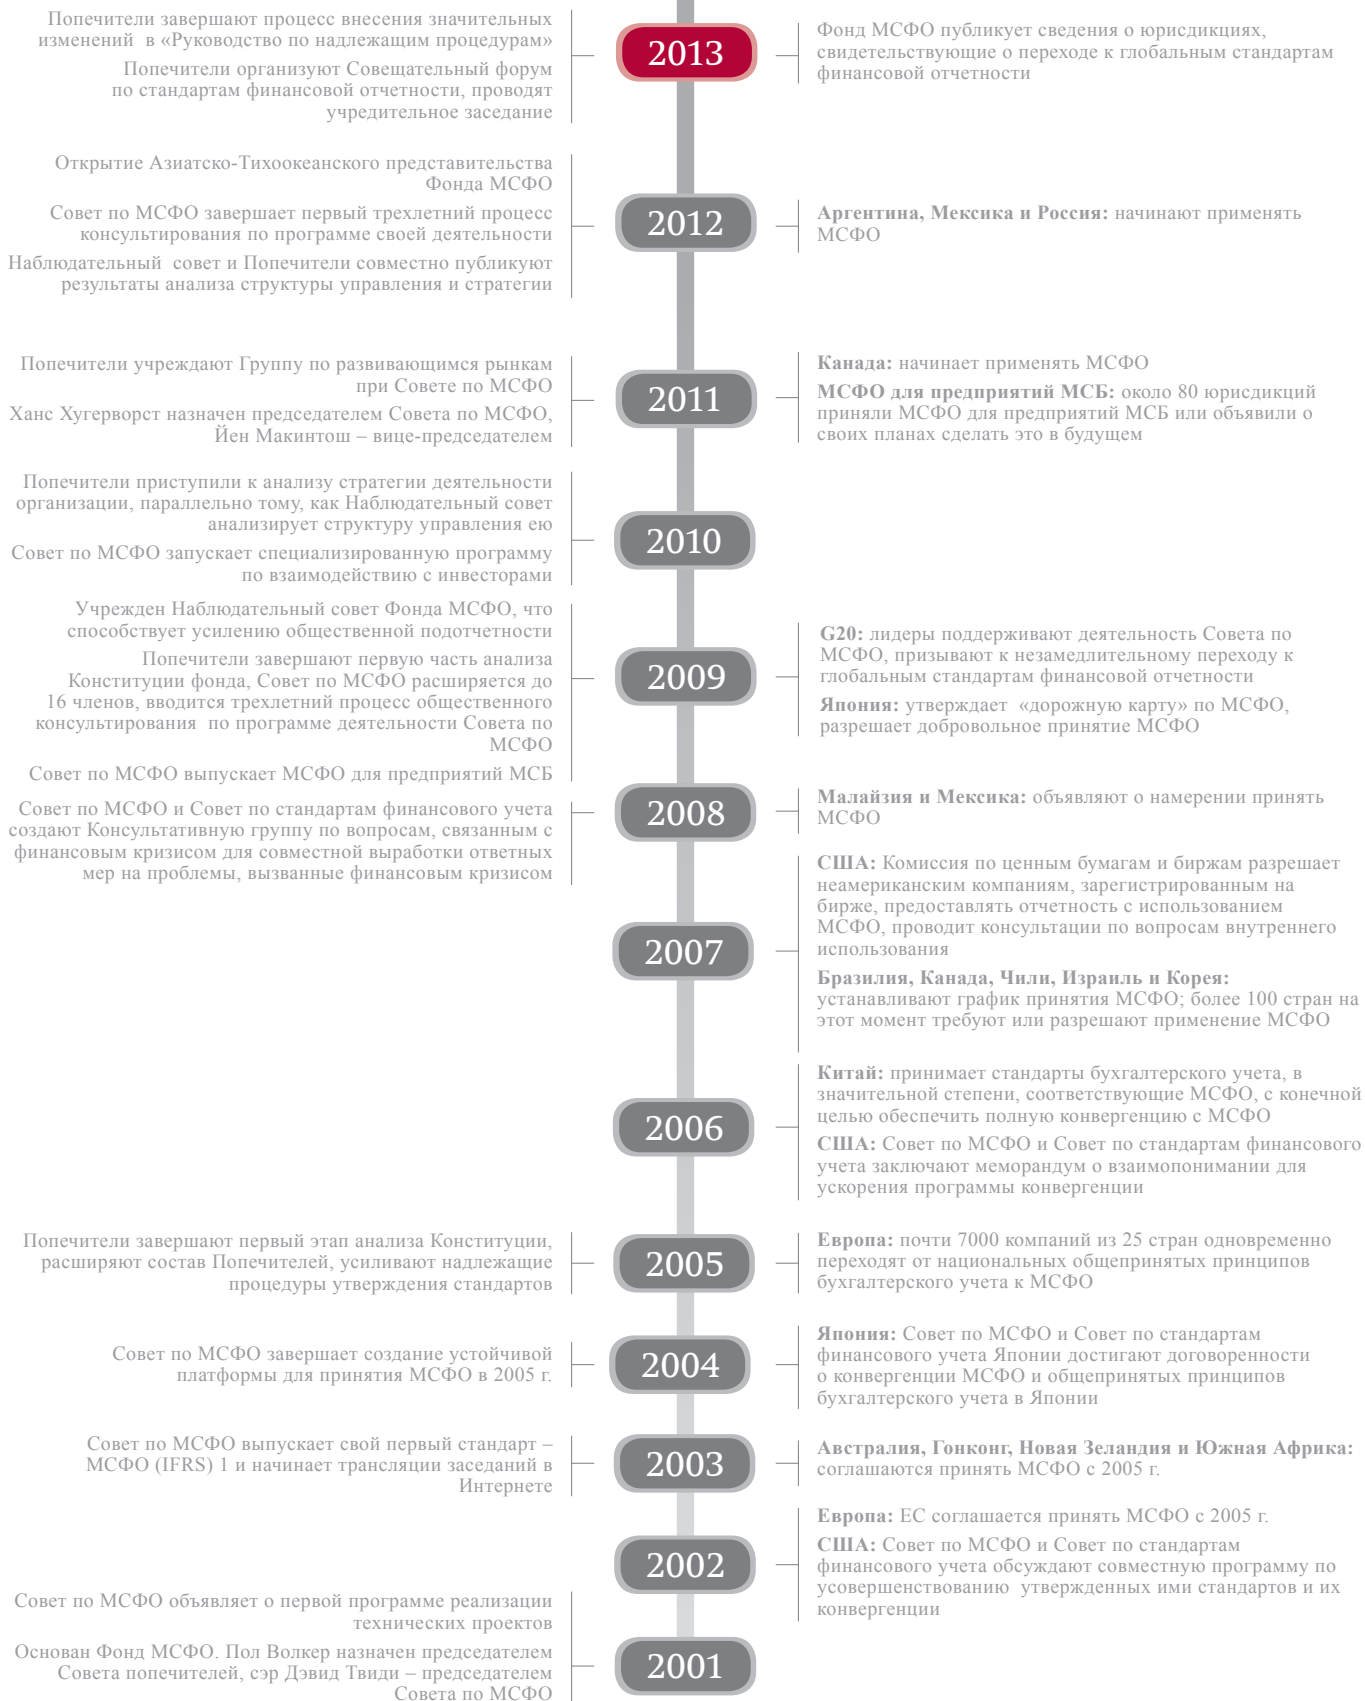 Попечители завершают процесс внесения значительных
изменений в «Руководство по надлежащим процедурам»
Попечители организуют Совещательный форум
по стандартам финансовой отчетности, проводят
учредительное заседание
2013
Фонд МСФО публикует сведения о юрисдикциях,
свидетельствующие о переходе к глобальным стандартам
финансовой отчетности
Открытие Азиатско-Тихоокеанского представительства
Фонда МСФО
Совет по МСФО завершает первый трехлетний процесс
консультирования по программе своей деятельности
Наблюдательный совет и Попечители совместно публикуют
результаты анализа структуры управления и стратегии
2012
Аргентина, Мексика и Россия: начинают применять
МСФО
Попечители учреждают Группу по развивающимся рынкам
при Совете по МСФО
Ханс Хугерворст назначен председателем Совета по МСФО,
Йен Макинтош – вице-председателем
2011
Канада: начинает применять МСФО
МСФО для предприятий МСБ: около 80 юрисдикций
приняли МСФО для предприятий МСБ или объявили о
своих планах сделать это в будущем
Попечители приступили к анализу стратегии деятельности
организации, параллельно тому, как Наблюдательный совет
анализирует структуру управления ею
Совет по МСФО запускает специализированную программу
по взаимодействию с инвесторами
2010
Учрежден Наблюдательный совет Фонда МСФО, что
способствует усилению общественной подотчетности
Попечители завершают первую часть анализа
Конституции фонда, Совет по МСФО расширяется до
16 членов, вводится трехлетний процесс общественного
консультирования по программе деятельности Совета по
МСФО
Совет по МСФО выпускает МСФО для предприятий МСБ
2009
G20: лидеры поддерживают деятельность Совета по
МСФО, призывают к незамедлительному переходу к
глобальным стандартам финансовой отчетности
Япония: утверждает «дорожную карту» по МСФО,
разрешает добровольное принятие МСФО
Совет по МСФО и Совет по стандартам финансового учета
создают Консультативную группу по вопросам, связанным с
финансовым кризисом для совместной выработки ответных
мер на проблемы, вызванные финансовым кризисом
2008
Малайзия и Мексика: объявляют о намерении принять
МСФО
2007
США: Комиссия по ценным бумагам и биржам разрешает
неамериканским компаниям, зарегистрированным на
бирже, предоставлять отчетность с использованием
МСФО, проводит консультации по вопросам внутреннего
использования
Бразилия, Канада, Чили, Израиль и Корея:
устанавливают график принятия МСФО; более 100 стран на
этот момент требуют или разрешают применение МСФО
2006
Китай: принимает стандарты бухгалтерского учета, в
значительной степени, соответствующие МСФО, с конечной
целью обеспечить полную конвергенцию с МСФО
США: Совет по МСФО и Совет по стандартам финансового
учета заключают меморандум о взаимопонимании для
ускорения программы конвергенции
Попечители завершают первый этап анализа Конституции,
расширяют состав Попечителей, усиливают надлежащие
процедуры утверждения стандартов
2005
Европа: почти 7000 компаний из 25 стран одновременно
переходят от национальных общепринятых принципов
бухгалтерского учета к МСФО
Совет по МСФО завершает создание устойчивой
платформы для принятия МСФО в 2005 г.
2004
Япония: Совет по МСФО и Совет по стандартам
финансового учета Японии достигают договоренности
о конвергенции МСФО и общепринятых принципов
бухгалтерского учета в Японии
Совет по МСФО выпускает свой первый стандарт –
МСФО (IFRS) 1 и начинает трансляции заседаний в
Интернете
2003
Австралия, Гонконг, Новая Зеландия и Южная Африка:
соглашаются принять МСФО с 2005 г.
2002
Европа: ЕС соглашается принять МСФО с 2005 г.
США: Совет по МСФО и Совет по стандартам
финансового учета обсуждают совместную программу по
усовершенствованию утвержденных ими стандартов и их
конвергенции
Совет по МСФО объявляет о первой программе реализации
технических проектов
Основан Фонд МСФО. Пол Волкер назначен председателем
Совета попечителей, сэр Дэвид Твиди – председателем
Совета по МСФО
2001